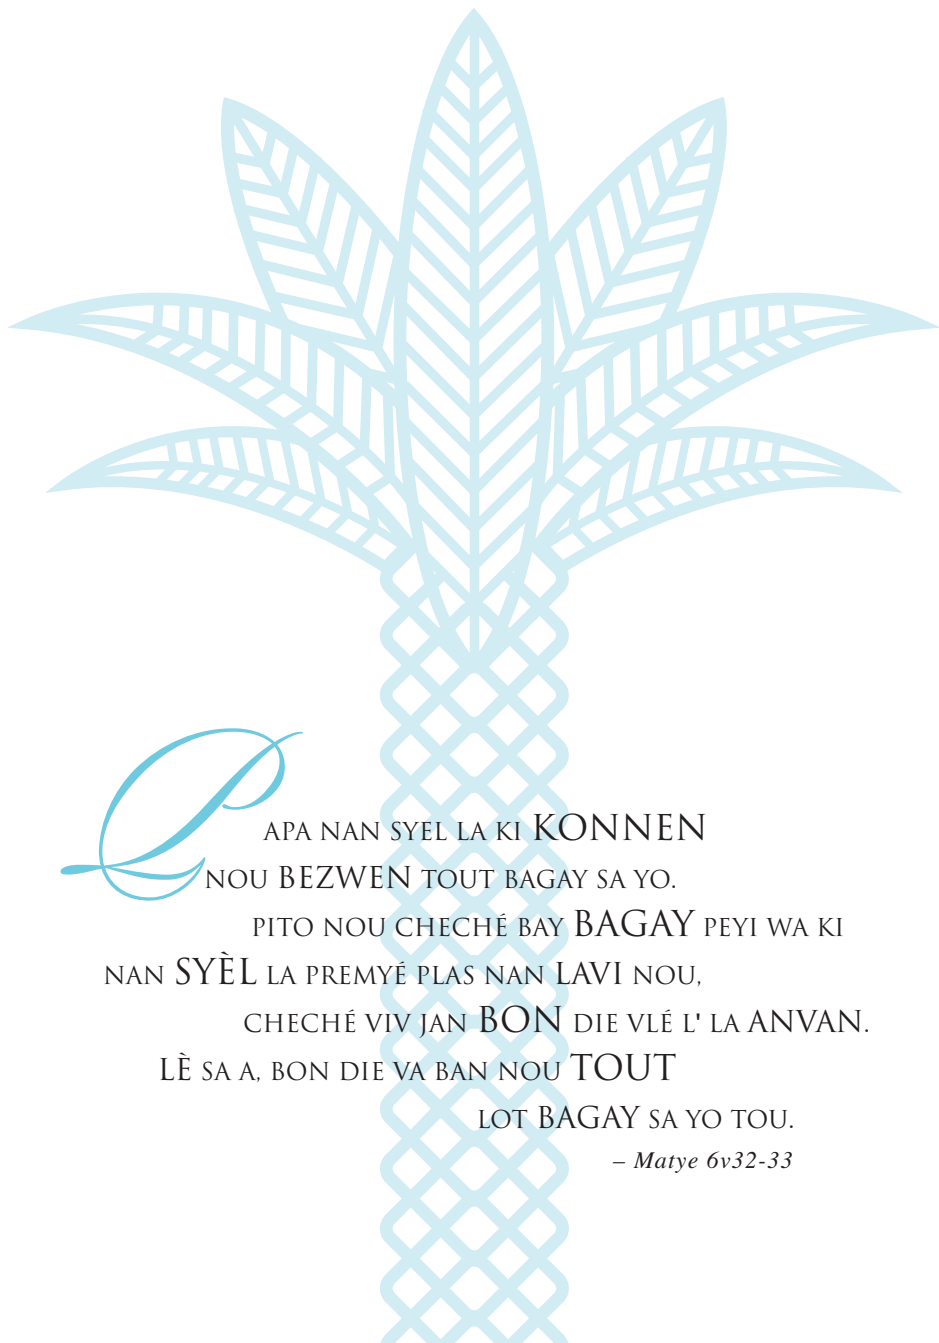 PAPA NAN SYEL LA KI KONNEN
NOU BEZWEN TOUT BAGAY SA YO.
PITO NOU CHECHÉ BAY BAGAY PEYI WA KI
NAN SYÈL LA PREMYÉ PLAS NAN LAVI NOU,
CHECHÉ VIV JAN BON DIE VLÉ L' LA ANVAN.
LÈ SA A, BON DIE VA BAN NOU TOUT
LOT BAGAY SA YO TOU.
– Matye 6v32-33